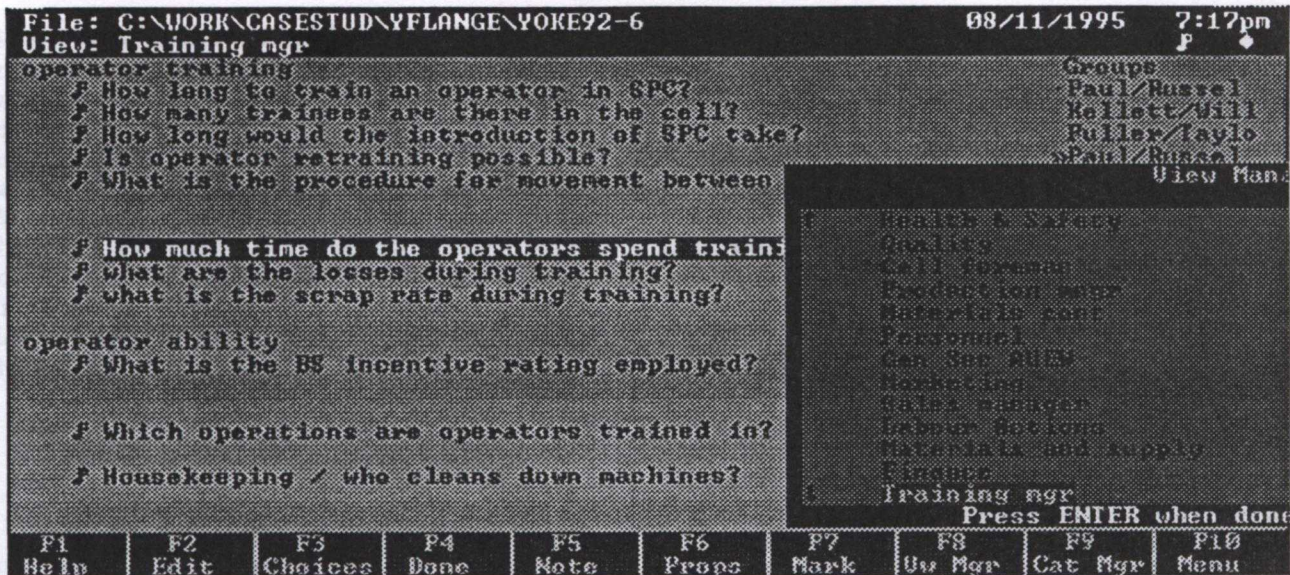 File: C:\WORK\CASESTUD\YFLANGE\YOKE92-6 08/11/1995 7:17pm
View: Training mgr
operator training Groups
♪ How long to train an operator in SPC? ·Paul/Russel
♪ How many trainees are there in the cell? Kellett/Will
♪ How long would the introduction of SPC take? Puller/Taylo
♪ Is operator retraining possible? »Paul/Russel
♪ What is the procedure for movement between
View Mana
Health & Safety
♪ How much time do the operators spend traini
Quality
♪ what are the losses during training?
Cell foreman
♪ what is the scrap rate during training?
Production mngr
Materials cont
operator ability
Personnel
♪ What is the BS incentive rating employed?
Gen Sec AUEW
Marketing
Sales manager
♪ Which operations are operators trained in?
Labour Actions
Materials and supply
♪ Housekeeping / who cleans down machines?
Finance
Training mgr
Press ENTER when done
F1 F2 F3 F4 F5 F6 F7 F8 F9 F10
Help Edit Choices Done Note Props Mark Vw Mgr Cat Mgr Menu